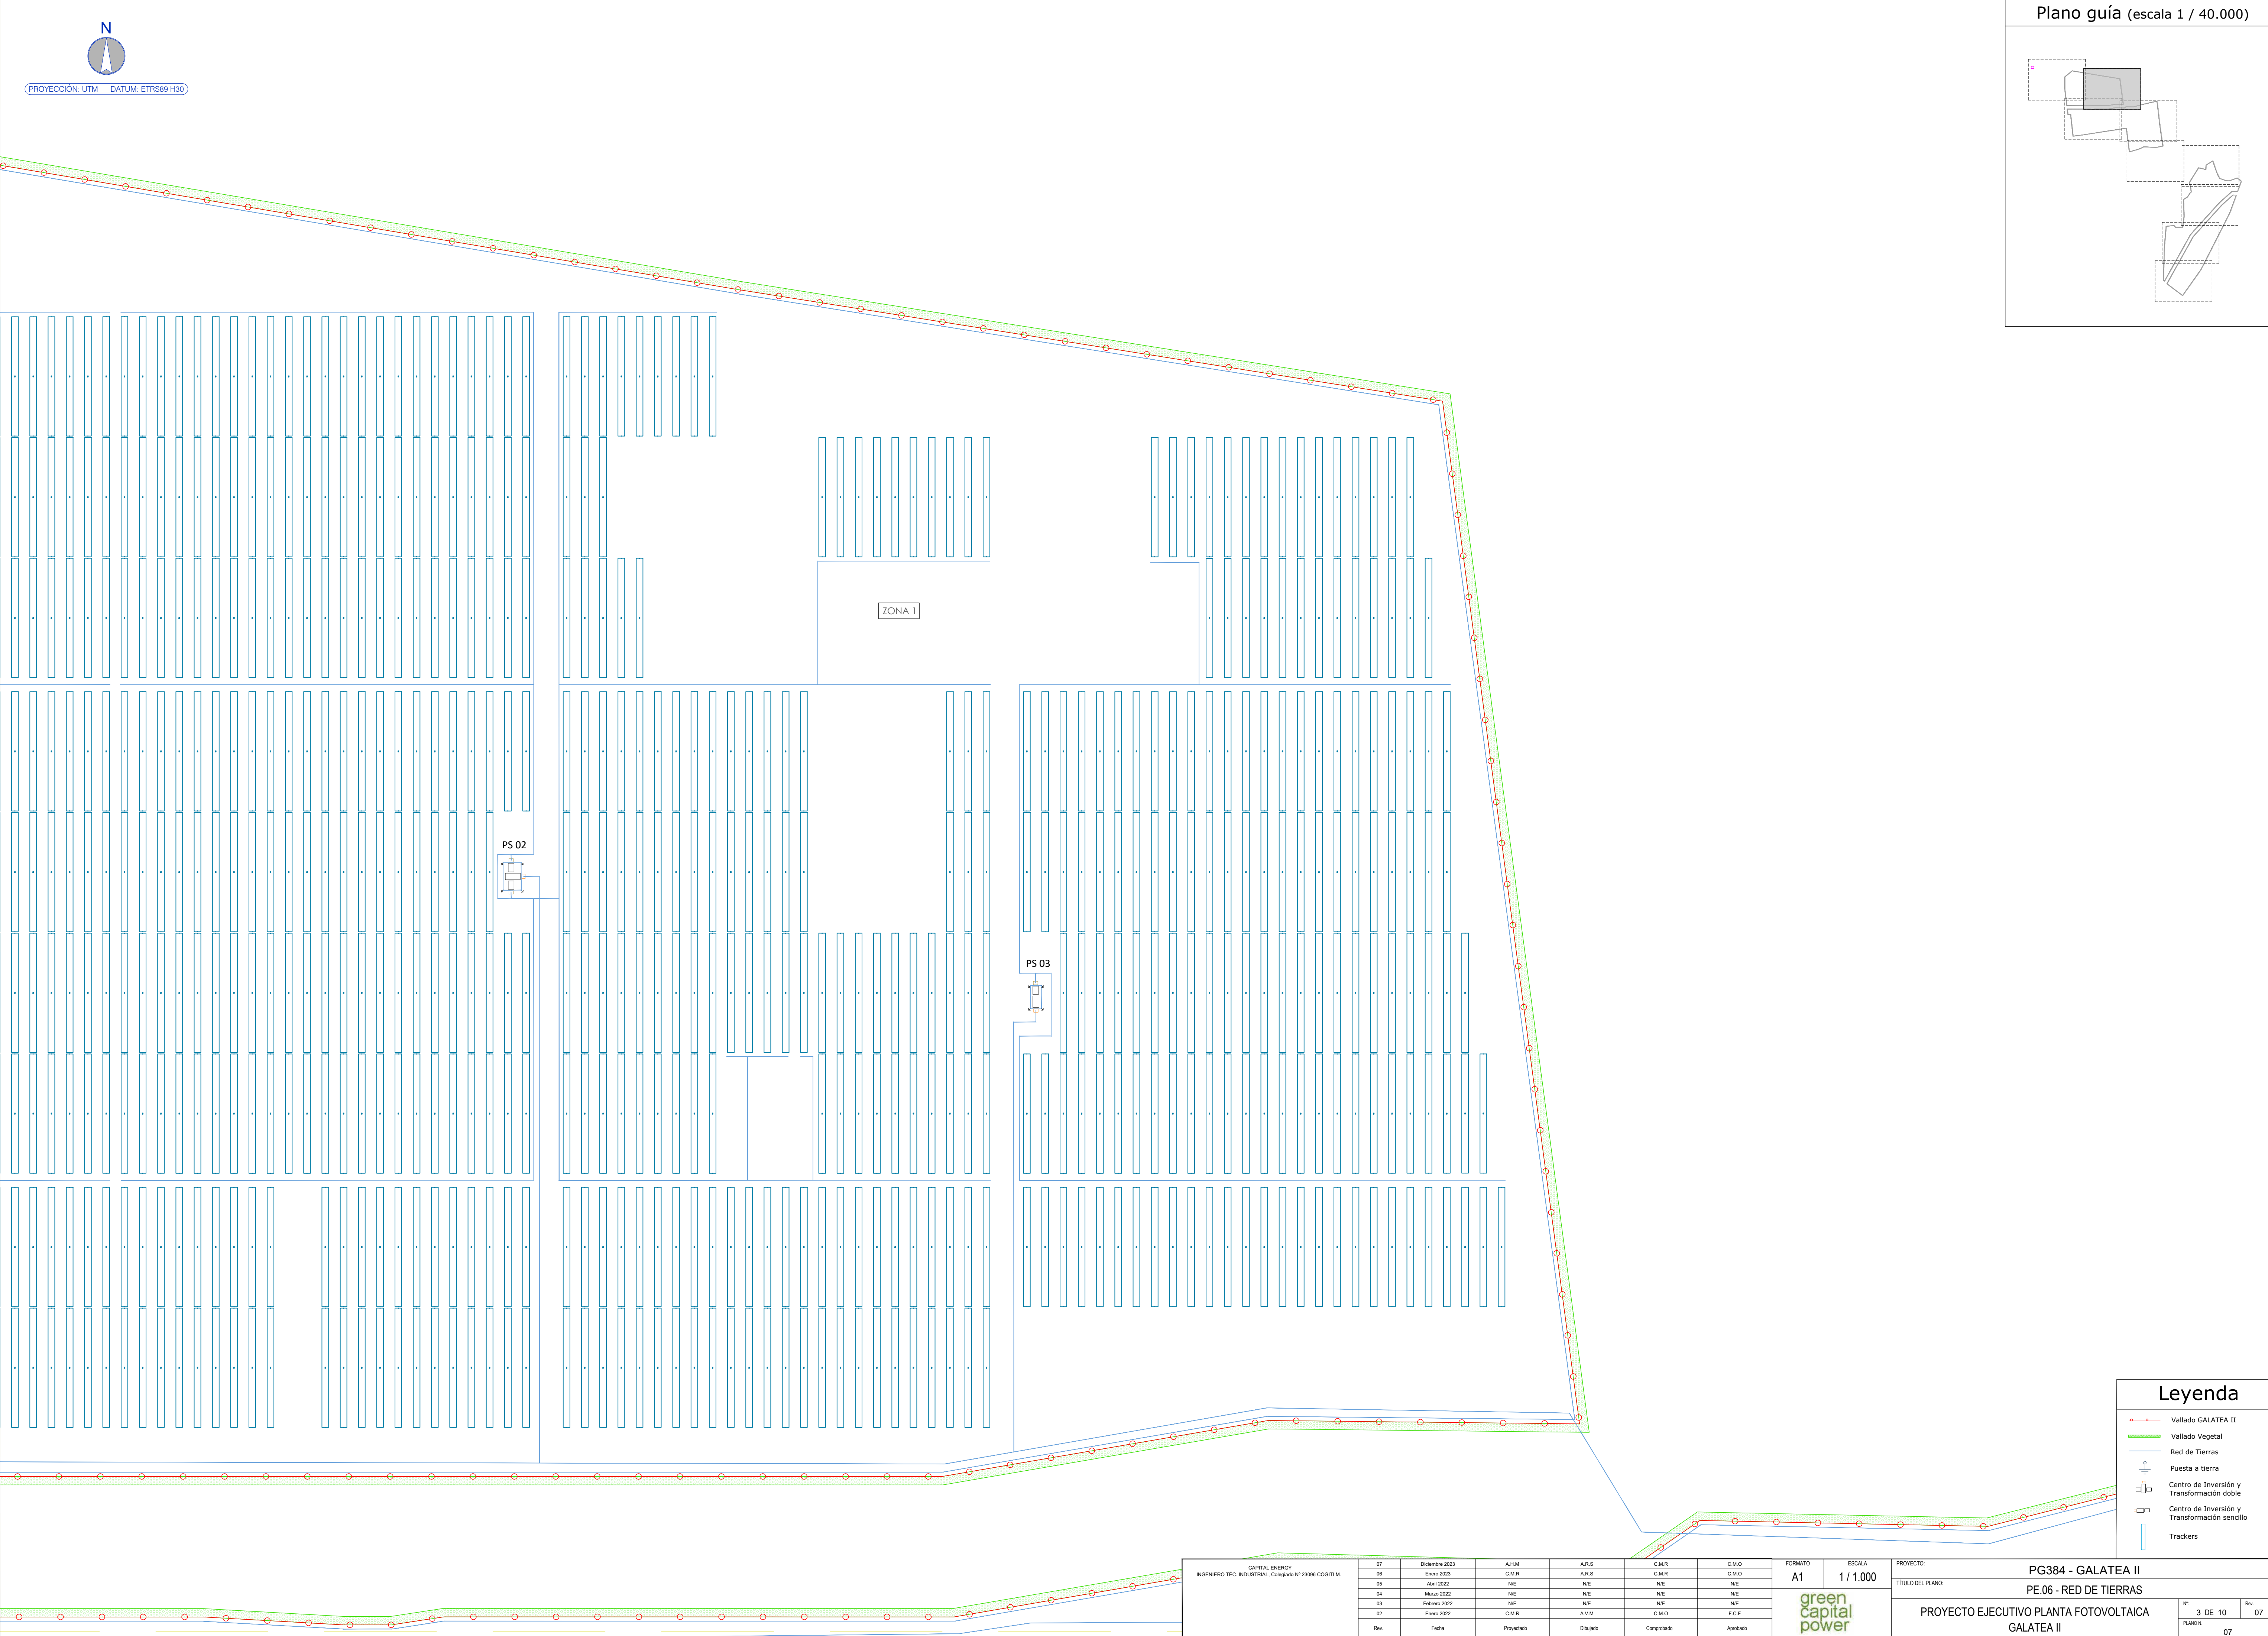 N
PROYECCIÓN: UTM DATUM: ETRS89 H30
Plano guía (escala 1 / 40.000)
ZONA 1
PS 02
PS 03
Leyenda
Vallado GALATEA II
Vallado Vegetal
Red de Tierras
Puesta a tierra
Centro de Inversión y
Transformación doble
Centro de Inversión y
Transformación sencillo
Trackers
CAPITAL ENERGY
INGENIERO TÉC. INDUSTRIAL, Colegiado Nº 23096 COGITI M.
07 Diciembre 2023 A.H.M A.R.S C.M.R C.M.O
06 Enero 2023 C.M.R A.R.S C.M.R C.M.O
05 Abril 2022 N/E N/E N/E N/E
04 Marzo 2022 N/E N/E N/E N/E
03 Febrero 2022 N/E N/E N/E N/E
02 Enero 2022 C.M.R A.V.M C.M.O F.C.F
Rev. Fecha Proyectado Dibujado Comprobado Aprobado
FORMATO ESCALA
A1 1 / 1.000
green
capital
power
PROYECTO:
PG384 - GALATEA II
TÍTULO DEL PLANO:
PE.06 - RED DE TIERRAS
PROYECTO EJECUTIVO PLANTA FOTOVOLTAICA
GALATEA II
Nº:
3 DE 10
Rev.
07
PLANO N.
07